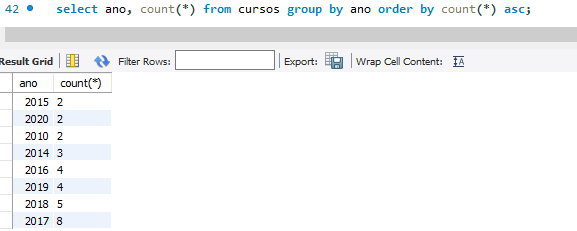 42 select ano, count(*) from cursos group by ano order by count(*) asc;
Result Grid Filter Rows: Export: Wrap Cell Content: IA
ano count(*)
2015 2
2020 2
2010 2
2014 3
2016 4
2019 4
2018 5
2017 8